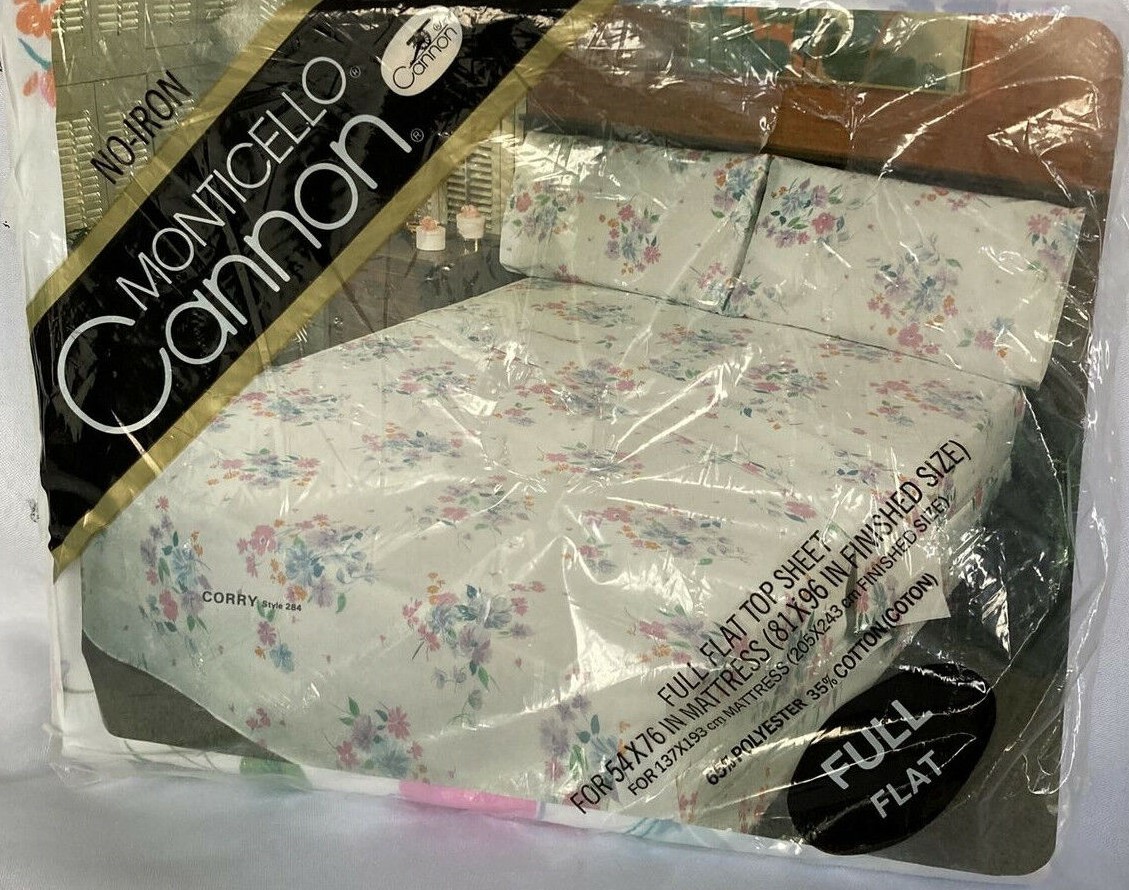 NO-IRON
MONTICELLO®
Cannon®
by
Cannon
CORRY Style 284
FULL FLAT TOP SHEET
FOR 54X76 IN MATTRESS (81X96 IN FINISHED SIZE)
FOR 137X193 cm MATTRESS (205X243 cm FINISHED SIZE)
65% POLYESTER 35% COTTON (COTON)
FULL
FLAT